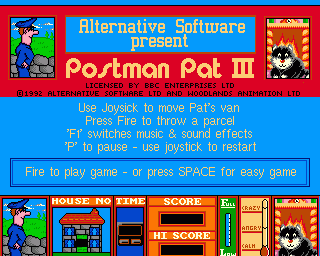 Alternative Software
present
Postman Pat III
LICENSED BY BBC ENTERPRISES LTD
©1992 ALTERNATIVE SOFTWARE LTD AND WOODLANDS ANIMATION LTD
Use Joysick to move Pat's van
Press Fire to throw a parcel
'F1' switches music & sound effects
'P' to pause - use joystick to restart
Fire to play game - or press SPACE for easy game
HOUSE NO TIME SCORE Full CRAZY
ANGRY
HI SCORE
Low CALM